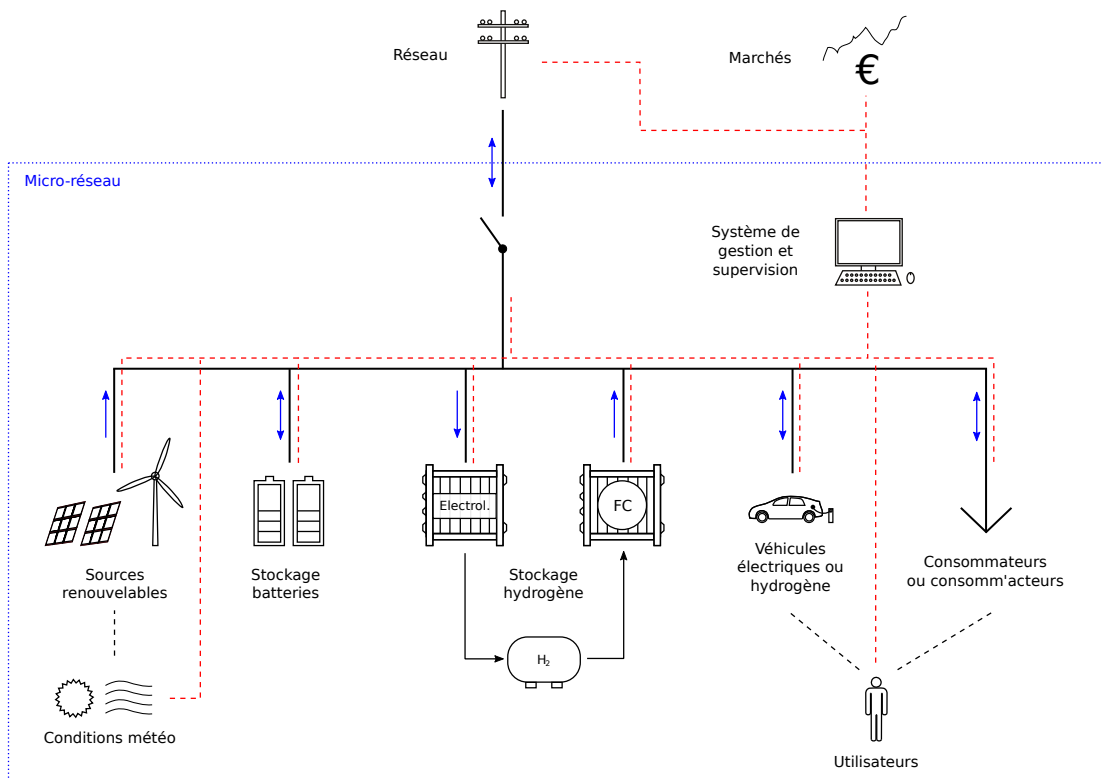 Réseau
Marchés
€
Micro-réseau
Système de
gestion et
supervision
Electrol.
FC
Sources
renouvelables
Stockage
batteries
Stockage
hydrogène
Véhicules
électriques ou
hydrogène
Consommateurs
ou consomm'acteurs
H₂
Conditions météo
Utilisateurs